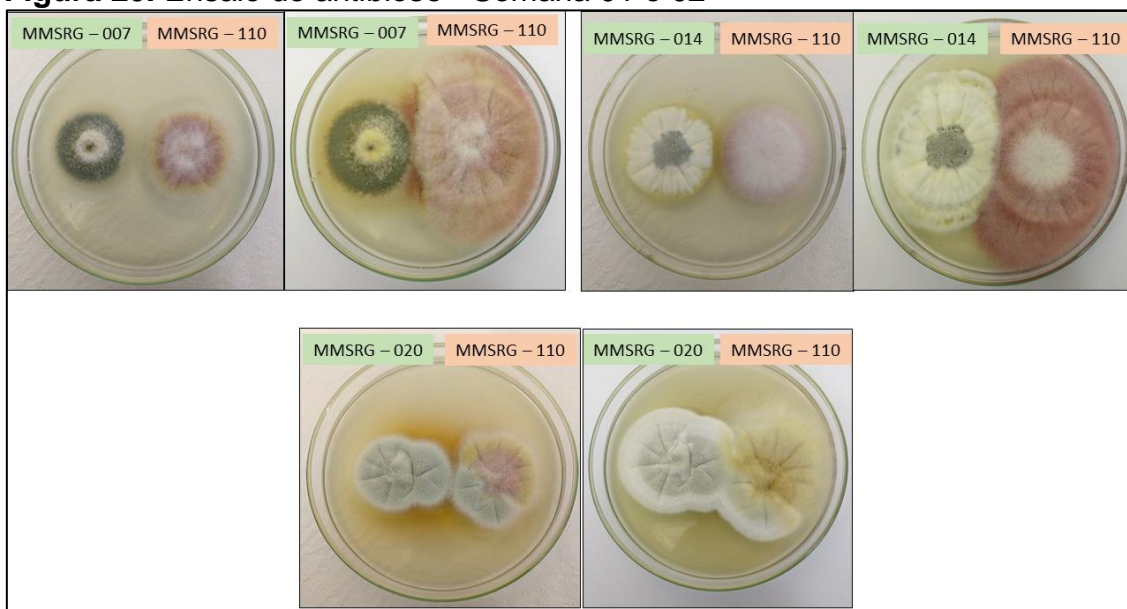 Figura Ensaio de antibiose - Semana 01 e 02
MMSRG – 007 MMSRG – 110
MMSRG – 007 MMSRG – 110
MMSRG – 014 MMSRG – 110
MMSRG – 014 MMSRG – 110
MMSRG – 020 MMSRG – 110
MMSRG – 020 MMSRG – 110